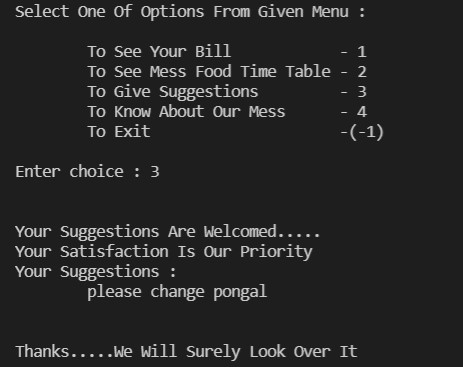 Select One Of Options From Given Menu :
To See Your Bill - 1
To See Mess Food Time Table - 2
To Give Suggestions - 3
To Know About Our Mess - 4
To Exit -(-1)
Enter choice : 3
Your Suggestions Are Welcomed.....
Your Satisfaction Is Our Priority
Your Suggestions :
please change pongal
Thanks.....We Will Surely Look Over It